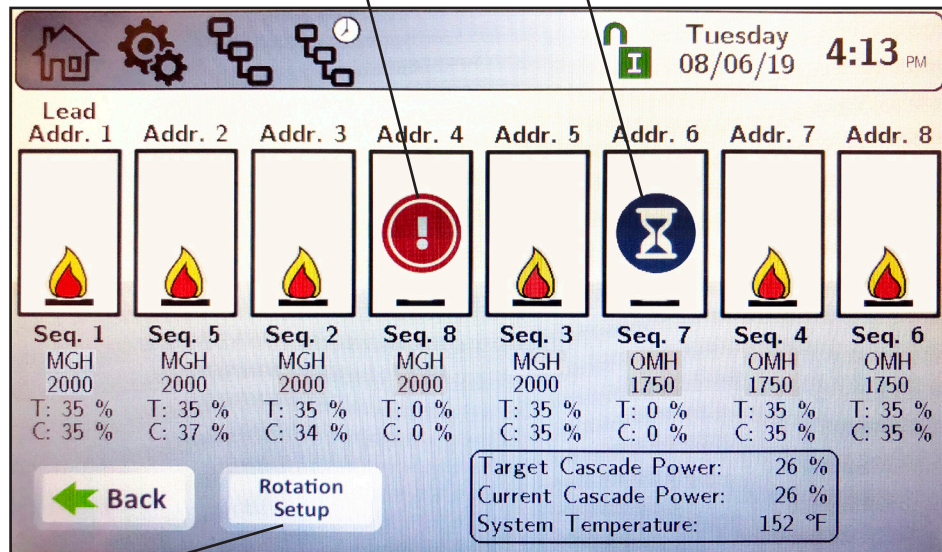 Tuesday
08/06/19
4:13 PM
Lead
Addr. 1 Addr. 2 Addr. 3 Addr. 4 Addr. 5 Addr. 6 Addr. 7 Addr. 8
!
Seq. 1 Seq. 5 Seq. 2 Seq. 8 Seq. 3 Seq. 7 Seq. 4 Seq. 6
MGH MGH MGH MGH MGH OMH OMH OMH
2000 2000 2000 2000 2000 1750 1750 1750
T: 35 % T: 35 % T: 35 % T: 0 % T: 35 % T: 0 % T: 35 % T: 35 %
C: 35 % C: 37 % C: 34 % C: 0 % C: 35 % C: 0 % C: 35 % C: 35 %
Back
Rotation
Setup
Target Cascade Power: 26 %
Current Cascade Power: 26 %
System Temperature: 152 °F